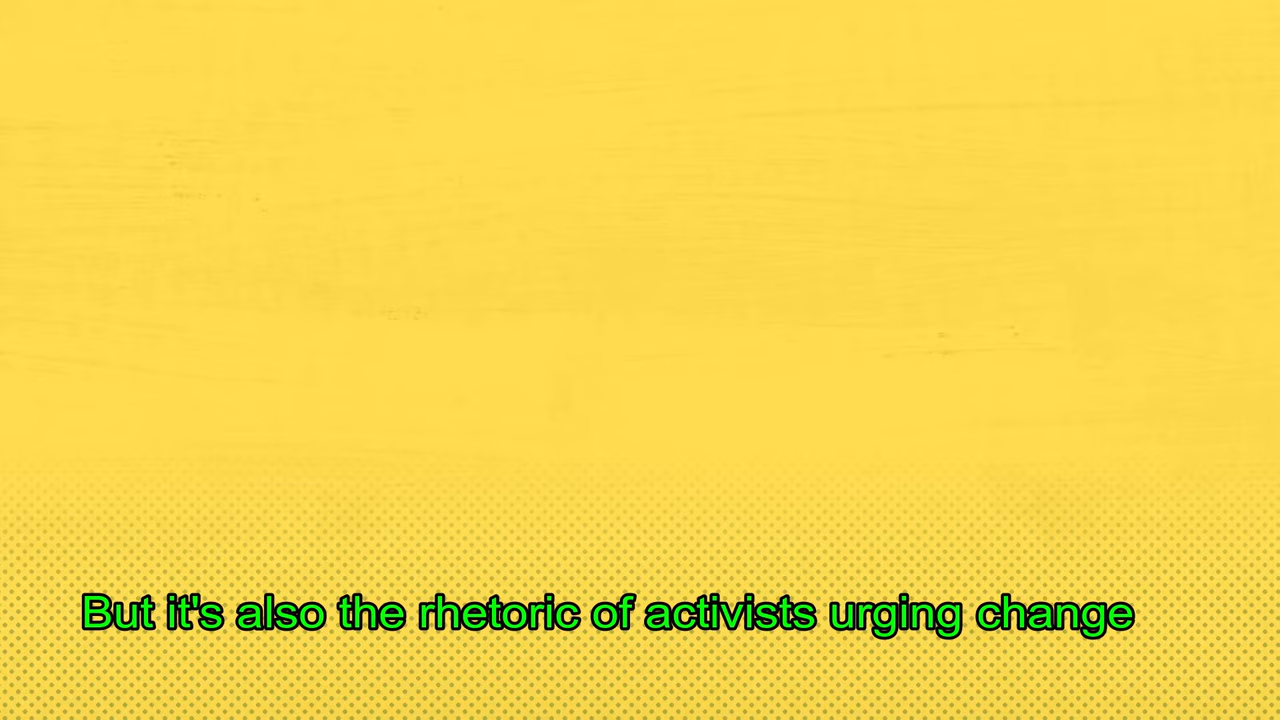 But it's also the rhetoric of activists urging change